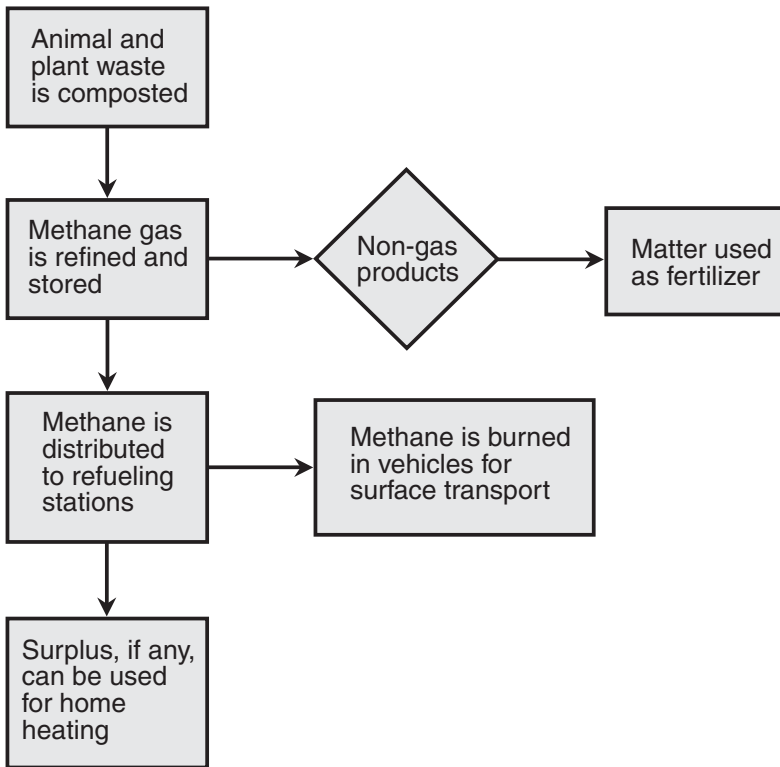 Animal and
plant waste
is composted
Methane gas
is refined and
stored
Non-gas
products
Matter used
as fertilizer
Methane is
distributed
to refueling
stations
Methane is burned
in vehicles for
surface transport
Surplus, if any,
can be used
for home
heating